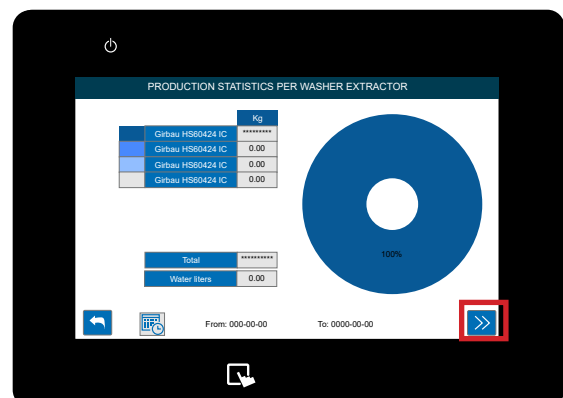 PRODUCTION STATISTICS PER WASHER EXTRACTOR
Kg
Girbau HS60424 IC *********
Girbau HS60424 IC 0.00
Girbau HS60424 IC 0.00
Girbau HS60424 IC 0.00
100%
Total **********
Water liters 0.00
From: 000-00-00 To: 0000-00-00